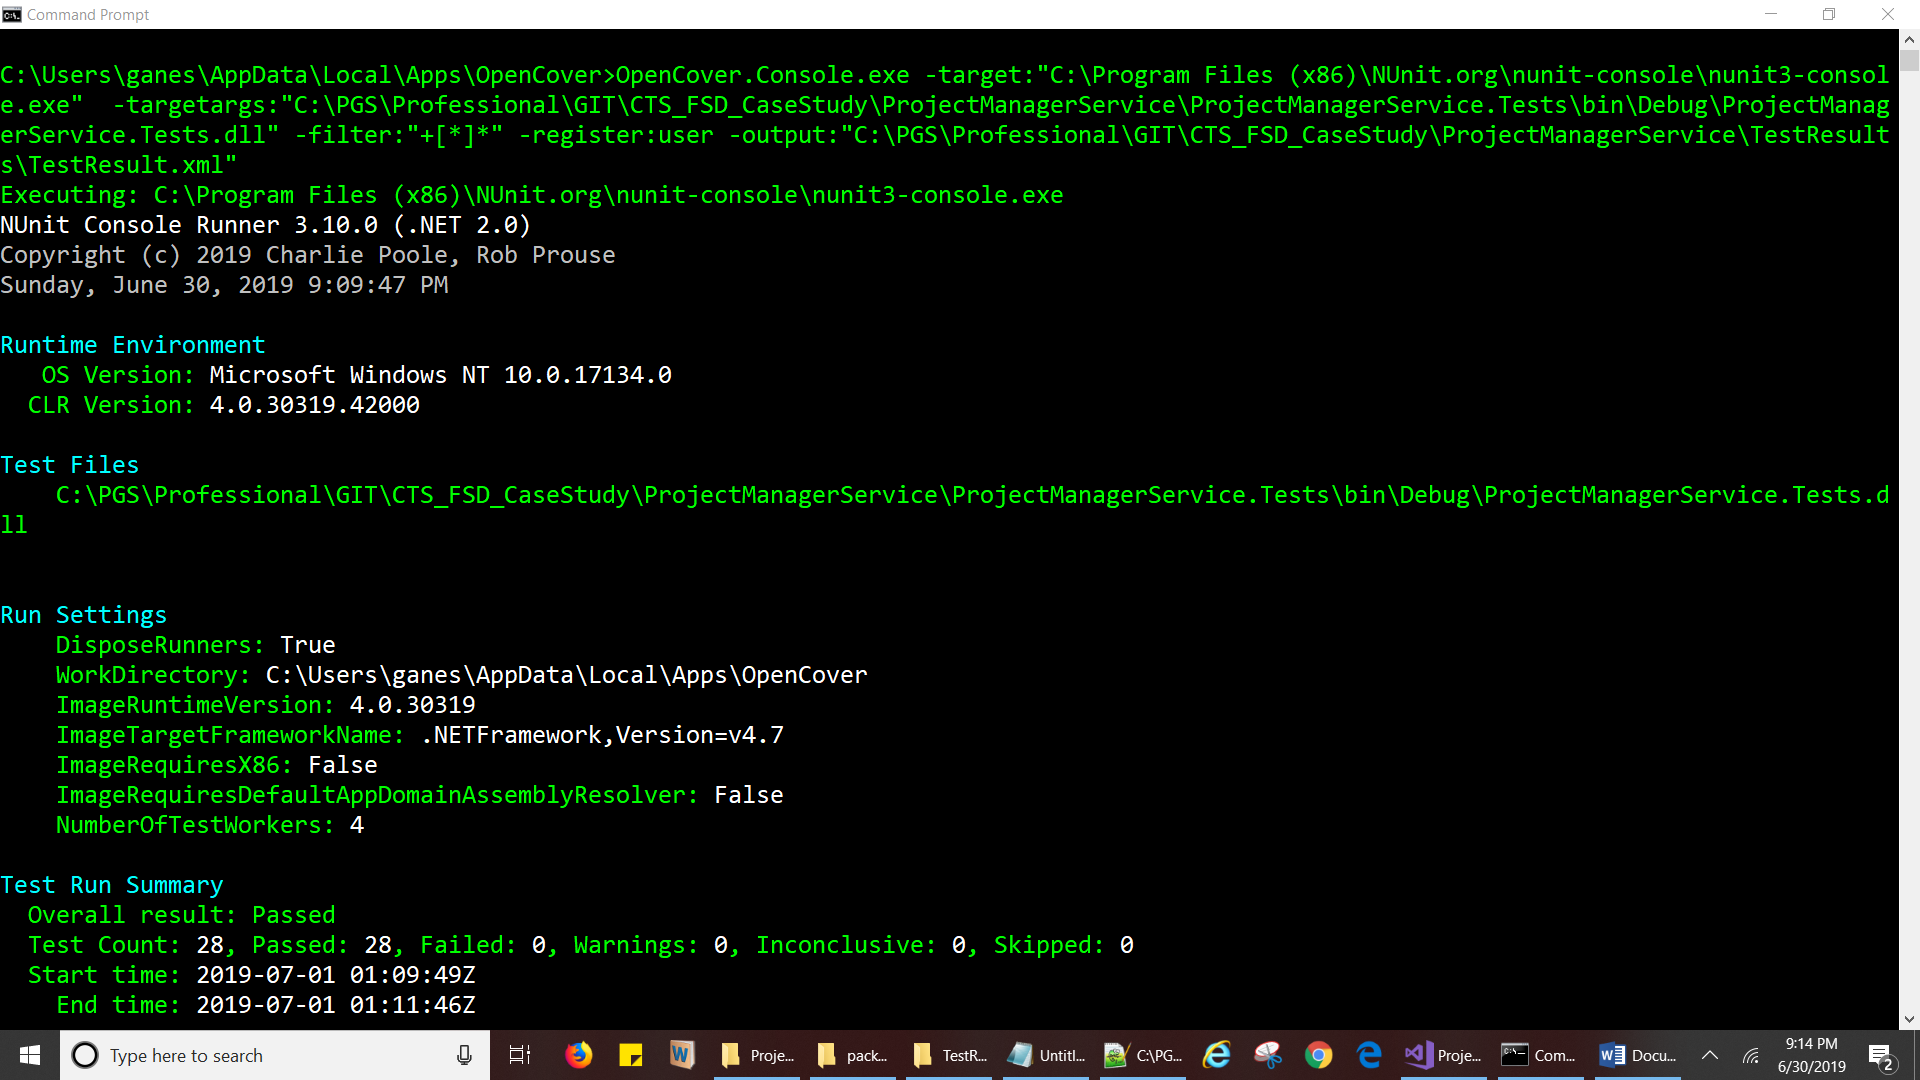 Command Prompt
C:\Users\ganes\AppData\Local\Apps\OpenCover>OpenCover.Console.exe -target:"C:\Program Files (x86)\NUnit.org\nunit-console\nunit3-consol
e.exe"  -targetargs:"C:\PGS\Professional\GIT\CTS_FSD_CaseStudy\ProjectManagerService\ProjectManagerService.Tests\bin\Debug\ProjectManag
erService.Tests.dll" -filter:"+[*]*" -register:user -output:"C:\PGS\Professional\GIT\CTS_FSD_CaseStudy\ProjectManagerService\TestResult
s\TestResult.xml"
Executing: C:\Program Files (x86)\NUnit.org\nunit-console\nunit3-console.exe
NUnit Console Runner 3.10.0 (.NET 2.0)
Copyright (c) 2019 Charlie Poole, Rob Prouse
Sunday, June 30, 2019 9:09:47 PM
Runtime Environment
OS Version: Microsoft Windows NT 10.0.17134.0
CLR Version: 4.0.30319.42000
Test Files
C:\PGS\Professional\GIT\CTS_FSD_CaseStudy\ProjectManagerService\ProjectManagerService.Tests\bin\Debug\ProjectManagerService.Tests.d
ll
Run Settings
DisposeRunners: True
WorkDirectory: C:\Users\ganes\AppData\Local\Apps\OpenCover
ImageRuntimeVersion: 4.0.30319
ImageTargetFrameworkName: .NETFramework,Version=v4.7
ImageRequiresX86: False
ImageRequiresDefaultAppDomainAssemblyResolver: False
NumberOfTestWorkers: 4
Test Run Summary
Overall result: Passed
Test Count: 28, Passed: 28, Failed: 0, Warnings: 0, Inconclusive: 0, Skipped: 0
Start time: 2019-07-01 01:09:49Z
End time: 2019-07-01 01:11:46Z
Type here to search Proje... pack... TestR... Untitl... C:\PG... Proje... Com... Docu... 9:14 PM
6/30/2019 2